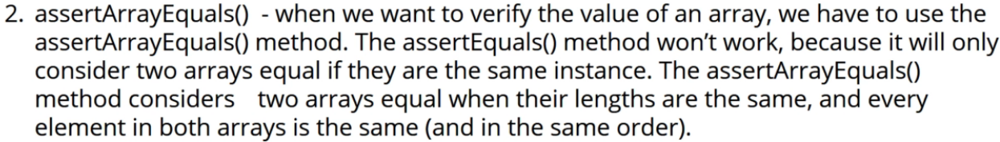 2. assertArrayEquals()  - when we want to verify the value of an array, we have to use the
assertArrayEquals() method. The assertEquals() method won't work, because it will only
consider two arrays equal if they are the same instance. The assertArrayEquals()
method considers   two arrays equal when their lengths are the same, and every
element in both arrays is the same (and in the same order).